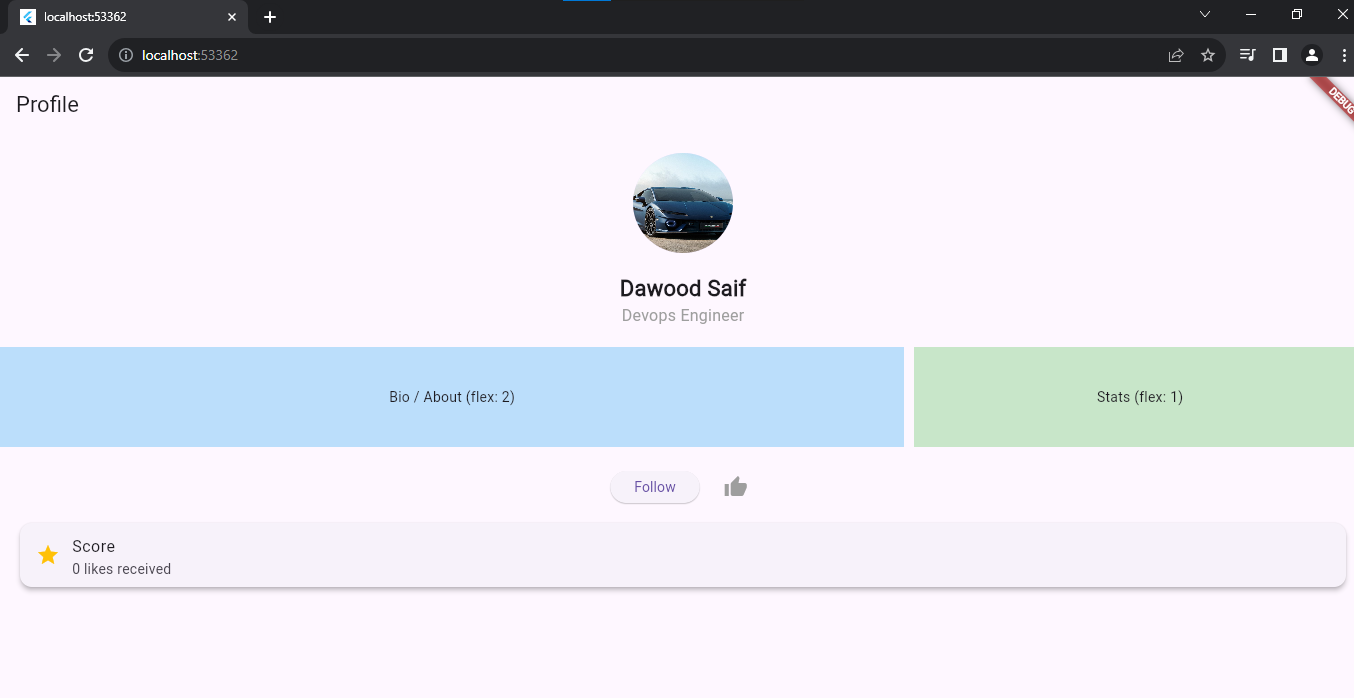 localhost:53362
localhost:53362
Profile
DEBUG
Dawood Saif
Devops Engineer
Bio / About (flex: 2)
Stats (flex: 1)
Follow
Score
0 likes received